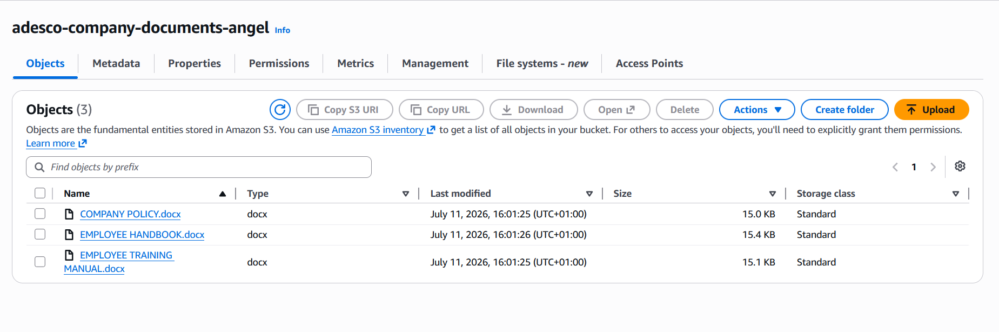 adesco-company-documents-angel Info
Objects Metadata Properties Permissions Metrics Management File systems - new Access Points
Objects (3) Copy S3 URI Copy URL Download Open Delete Actions Create folder Upload
Objects are the fundamental entities stored in Amazon S3. You can use Amazon S3 inventory to get a list of all objects in your bucket. For others to access your objects, you'll need to explicitly grant them permissions.
Learn more
Find objects by prefix 1
Name Type Last modified Size Storage class
COMPANY POLICY.docx docx July 11, 2026, 16:01:25 (UTC+01:00) 15.0 KB Standard
EMPLOYEE HANDBOOK.docx docx July 11, 2026, 16:01:26 (UTC+01:00) 15.4 KB Standard
EMPLOYEE TRAINING
MANUAL.docx docx July 11, 2026, 16:01:25 (UTC+01:00) 15.1 KB Standard